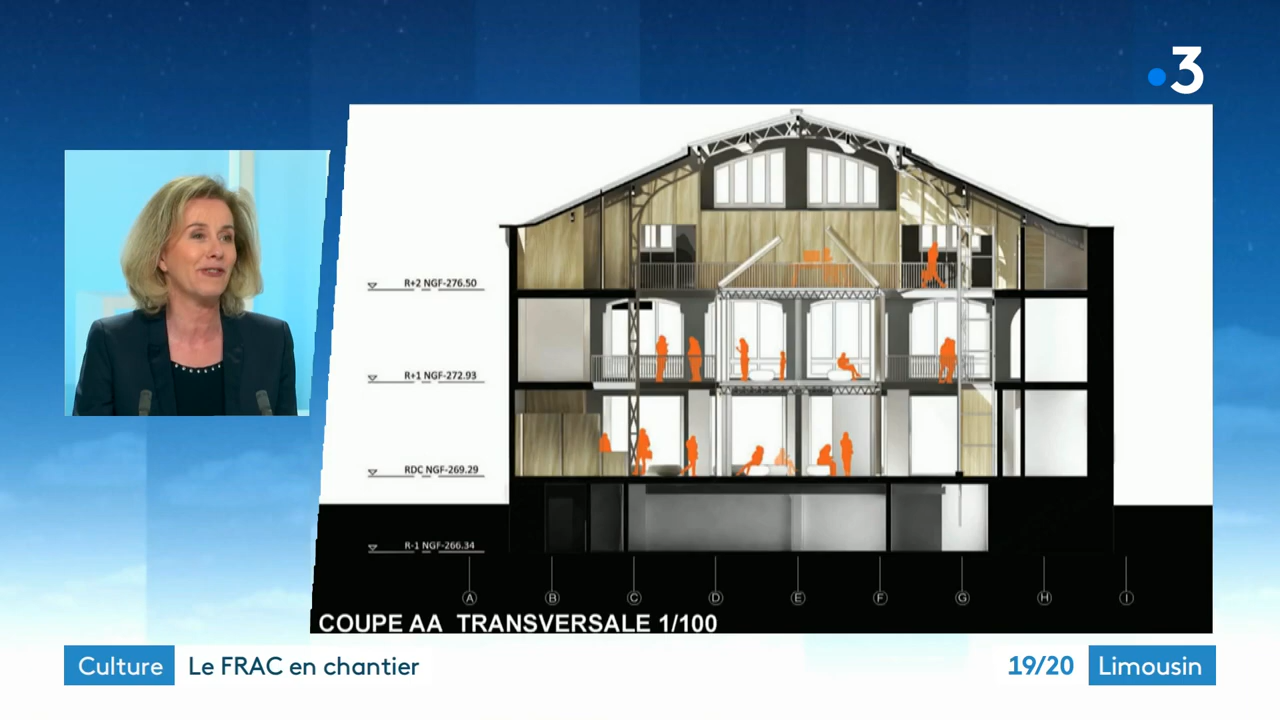 3
R+2 NGF-276.50
R+1 NGF-272.93
RDC NGF-269.29
R-1 NGF-266.34
A B C D E F G H I
COUPE AA TRANSVERSALE 1/100
Culture Le FRAC en chantier 19/20 Limousin